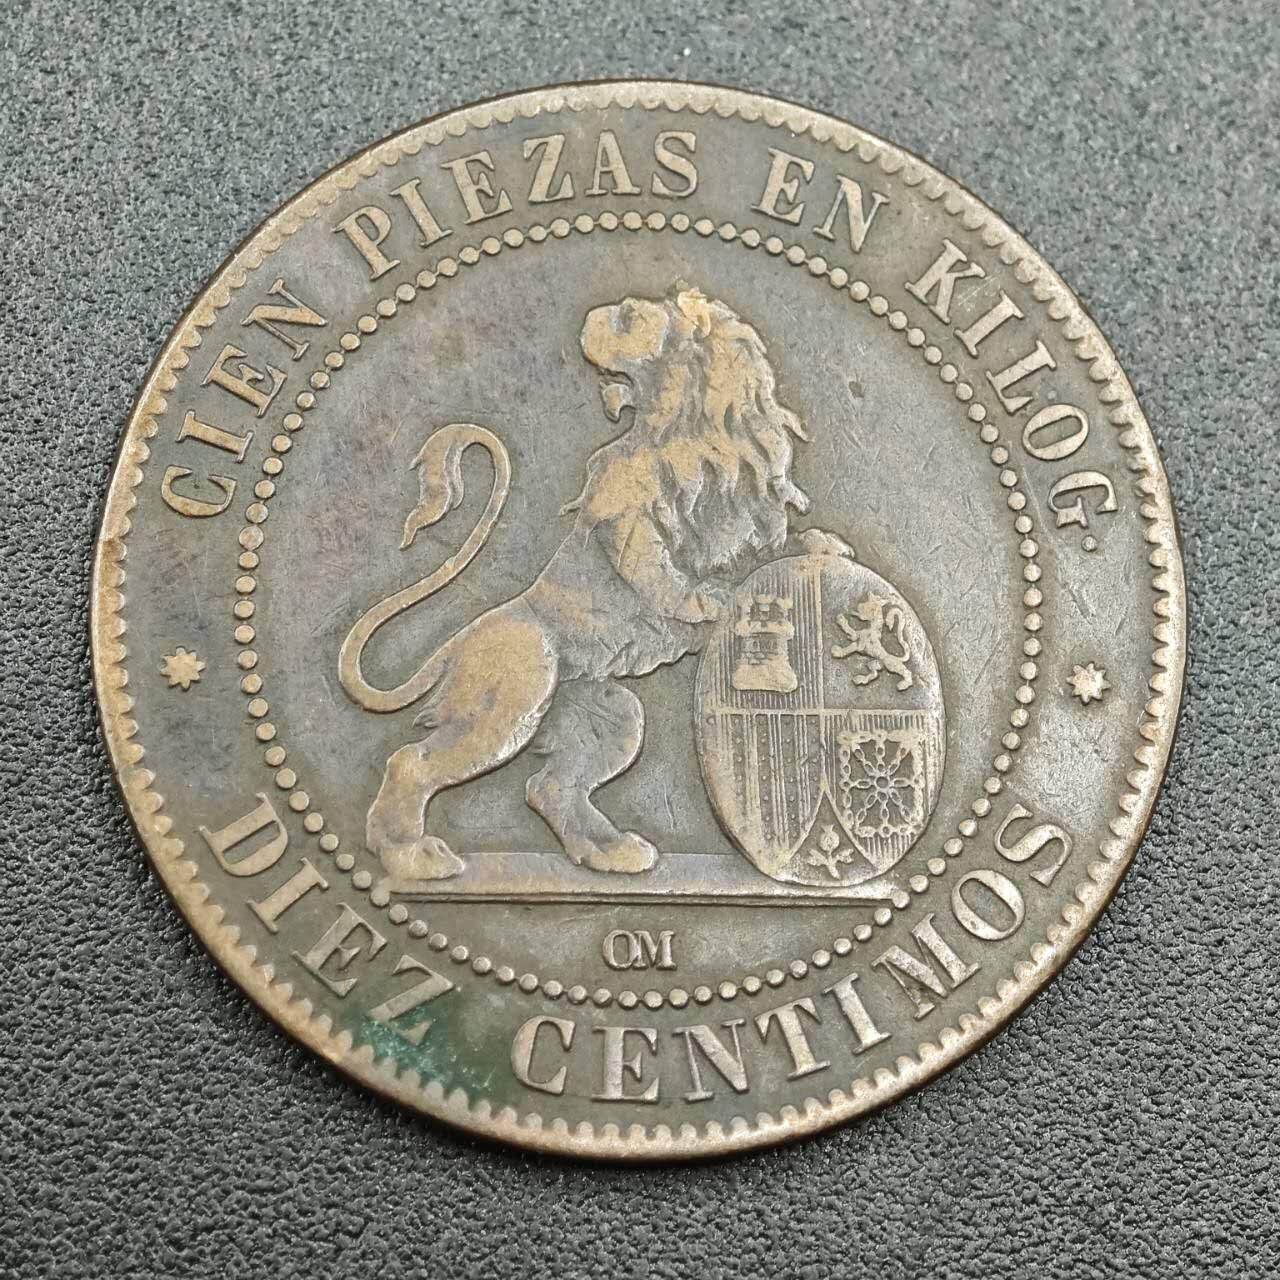 CIEN PIEZAS EN KILOG.
OM
DIEZ CENTIMOS